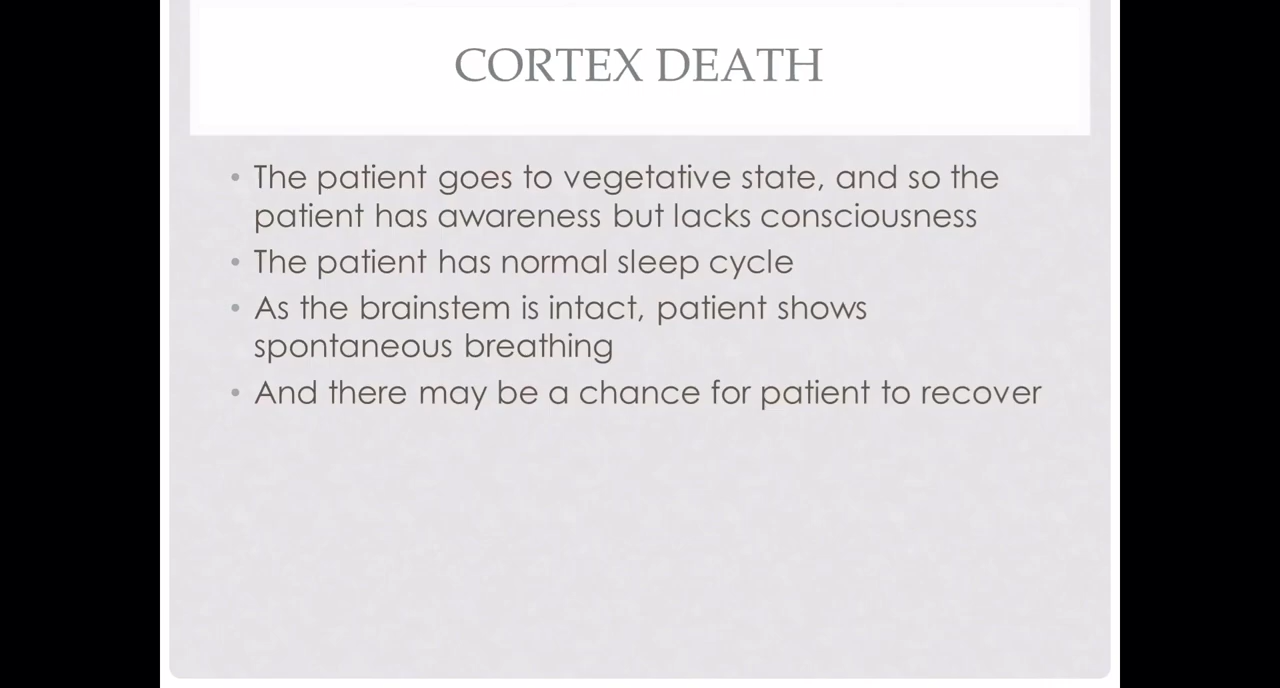 CORTEX DEATH
• The patient goes to vegetative state, and so the
patient has awareness but lacks consciousness
• The patient has normal sleep cycle
• As the brainstem is intact, patient shows
spontaneous breathing
• And there may be a chance for patient to recover